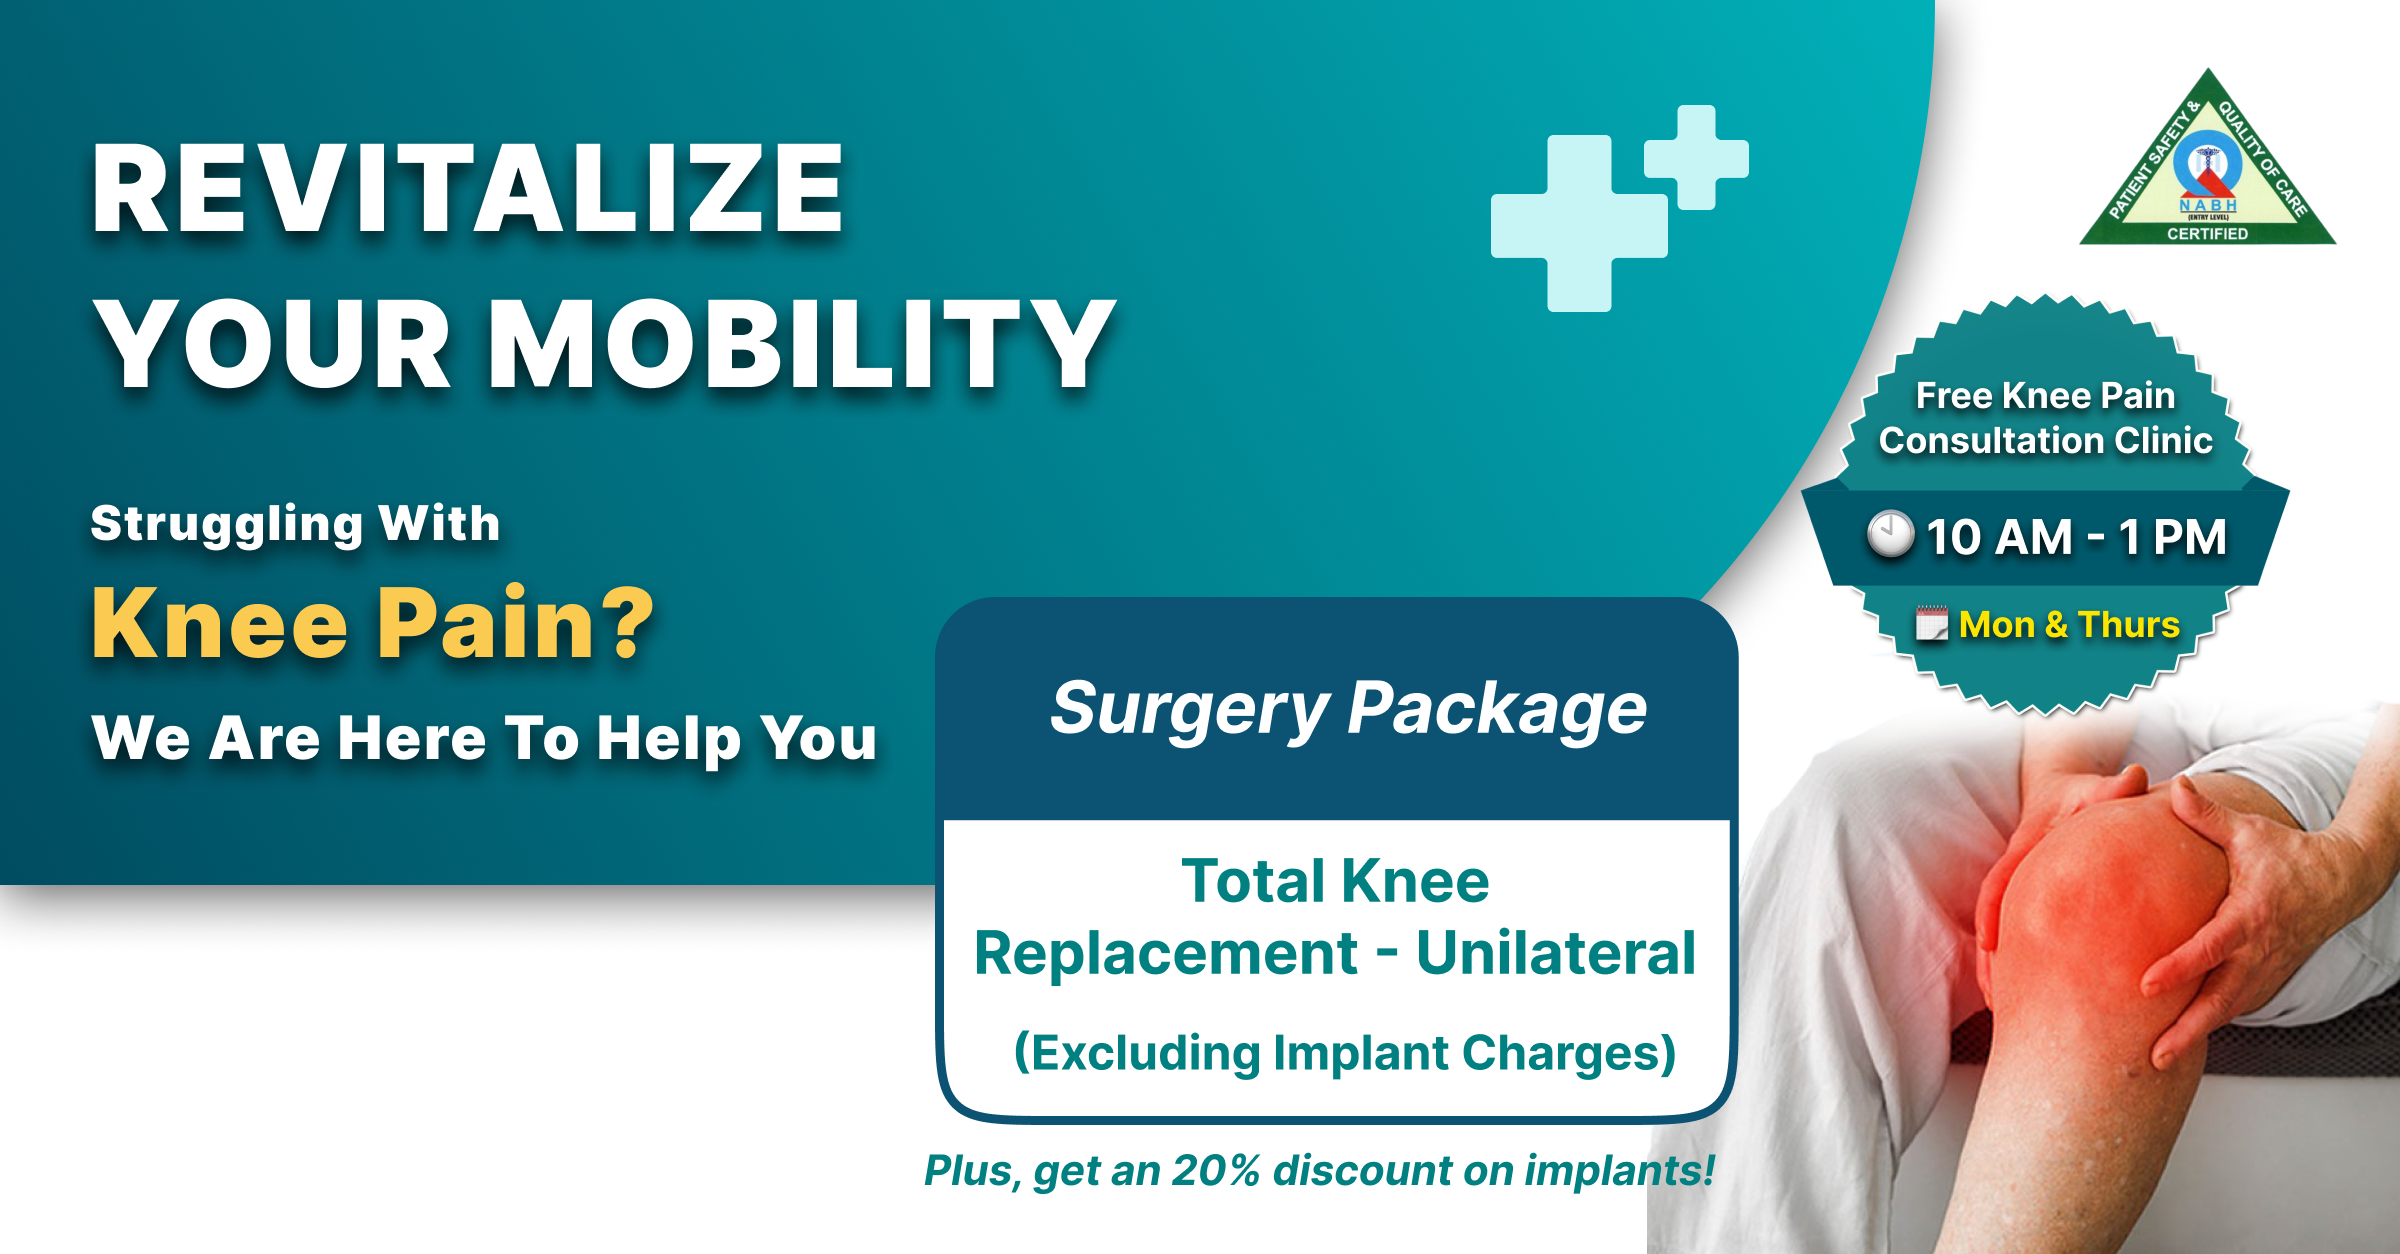 REVITALIZE
YOUR MOBILITY
Struggling With
Knee Pain?
We Are Here To Help You
PATIENT SAFETY &
QUALITY OF CARE
NABH
(ENTRY LEVEL)
CERTIFIED
Free Knee Pain
Consultation Clinic
10 AM - 1 PM
Mon & Thurs
Surgery Package
Total Knee
Replacement - Unilateral
(Excluding Implant Charges)
Plus, get an 20% discount on implants!